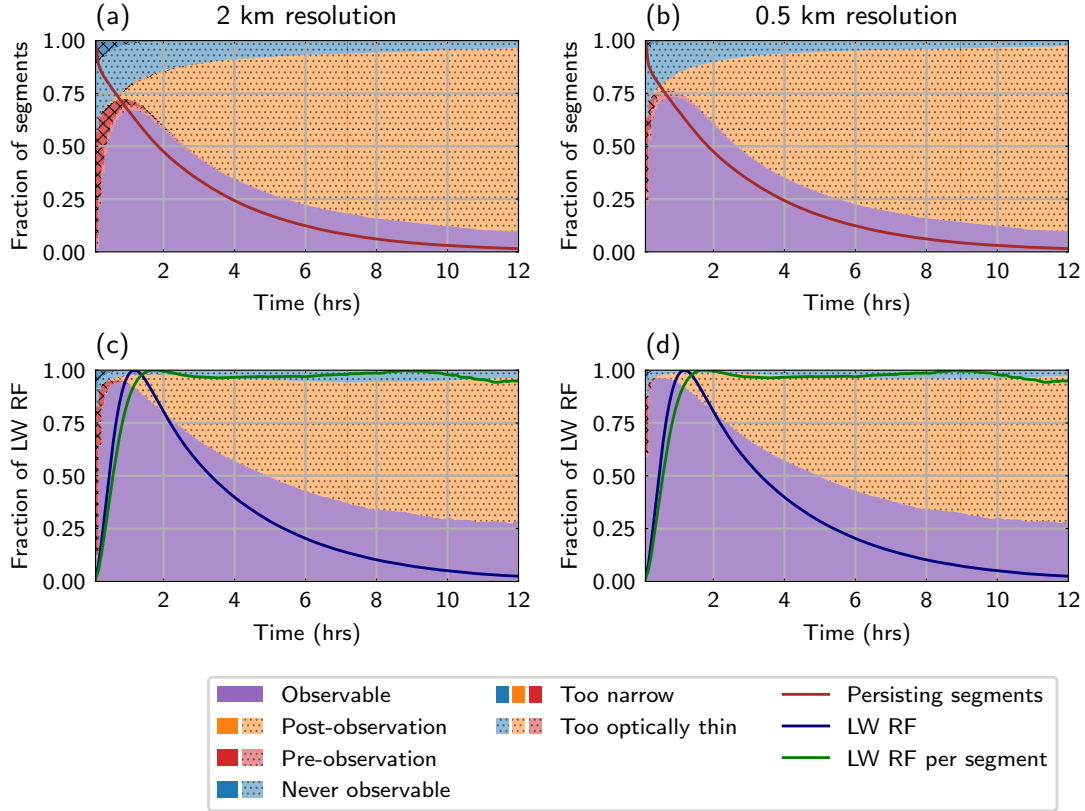 (a) 2 km resolution
(b) 0.5 km resolution
1.00
0.75
0.50
0.25
0.00
Fraction of segments
2 4 6 8 10 12
Time (hrs)
1.00
0.75
0.50
0.25
0.00
Fraction of segments
2 4 6 8 10 12
Time (hrs)
(c)
1.00
0.75
0.50
0.25
0.00
Fraction of LW RF
2 4 6 8 10 12
Time (hrs)
(d)
1.00
0.75
0.50
0.25
0.00
Fraction of LW RF
2 4 6 8 10 12
Time (hrs)
Observable
Post-observation
Pre-observation
Never observable
Too narrow
Too optically thin
Persisting segments
LW RF
LW RF per segment